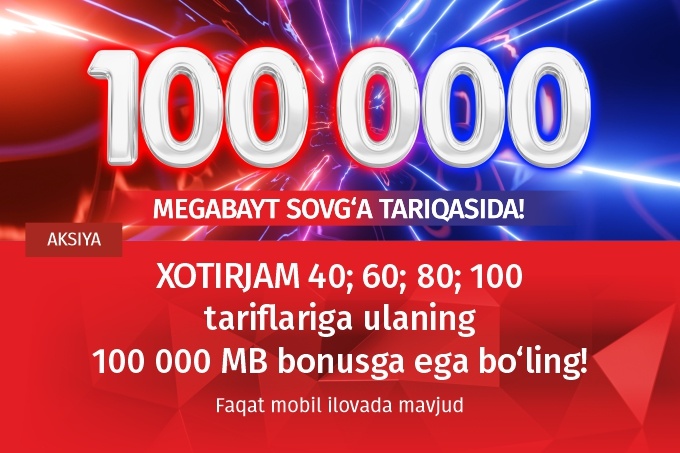 100 000
MEGABAYT SOVG‘A TARIQASIDA!
AKSIYA
XOTIRJAM 40; 60; 80; 100
tariflariga ulaning
100 000 MB bonusga ega bo‘ling!
Faqat mobil ilovada mavjud